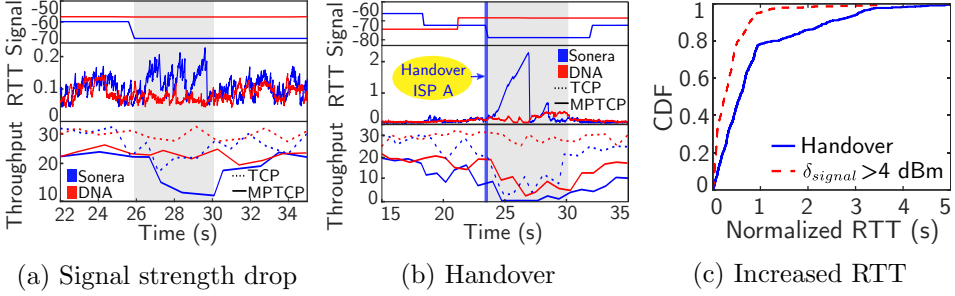 Signal
-50
-60
-70
RTT
0.2
0.1
0
Throughput
30
20
10
Sonera
DNA
TCP
MPTCP
22 24 26 28 30 32 34
Time (s)
(a) Signal strength drop
Signal
-60
-70
-80
RTT
2
1
0
Handover
ISP A
Sonera
DNA
TCP
MPTCP
Throughput
30
20
10
0
15 20 25 30 35
Time (s)
(b) Handover
CDF
1
0.8
0.6
0.4
0.2
0
Handover
δsignal >4 dBm
0 1 2 3 4 5
Normalized RTT (s)
(c) Increased RTT